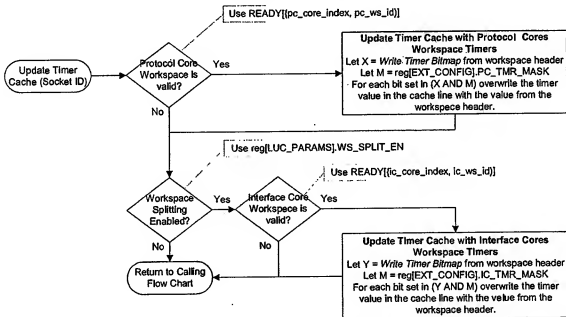 Use READY[{pc_core_index, pc_ws_id)]
Update Timer
Cache (Socket ID)
Protocol Core
Workspace Is
valid?
Yes
No
Update Timer Cache with Protocol Cores
Workspace Timers
Let X = Write Timer Bitmap from workspace header
Let M = reg[EXT_CONFIG].PC_TMR_MASK
For each bit set in (X AND M) overwrite the timer
value in the cache line with the value from the
workspace header.
Use reg[LUC_PARAMS].WS_SPLIT_EN
Use READY[{ic_core_index, ic_ws_id)]
Workspace
Splitting
Enabled?
Yes
No
Interface Core
Workspece is
valid?
Yes
No
Update Timer Cache with Interface Cores
Workspace Timers
Let Y = Write Timer Bitmap from workspace header
Let M = reg[EXT_CONFIG].IC_TMR_MASK
For each bit set in (Y AND M) overwrite the timer
value in the cache line with the value from the
workspace header.
Return to Calling
Flow Chart